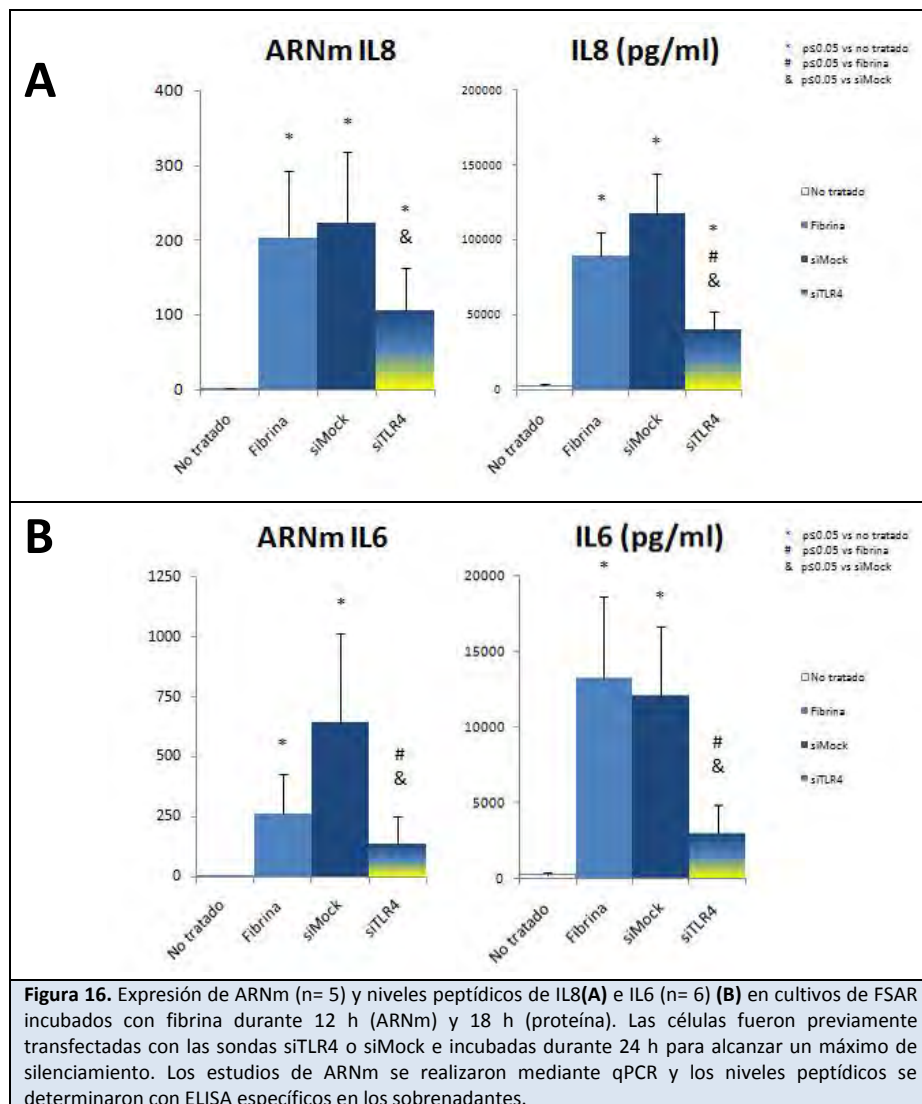 A
ARNm IL8
400
300
200
100
0
*
*
*
&
No tratado
Fibrina
siMock
siTLR4
IL8 (pg/ml)
200000
150000
100000
50000
0
*
*
*
#
&
No tratado
Fibrina
siMock
siTLR4
* p≤0.05 vs no tratado
# p≤0.05 vs fibrina
& p≤0.05 vs siMock
No tratado
Fibrina
siMock
siTLR4
B
ARNm IL6
1250
1000
750
500
250
0
*
*
#
&
No tratado
Fibrina
siMock
siTLR4
IL6 (pg/ml)
20000
15000
10000
5000
0
*
*
#
&
No tratado
Fibrina
siMock
siTLR4
* p≤0.05 vs no tratado
# p≤0.05 vs fibrina
& p≤0.05 vs siMock
No tratado
Fibrina
siMock
siTLR4
Figura 16. Expresión de ARNm (n= 5) y niveles peptídicos de IL8(A) e IL6 (n= 6) (B) en cultivos de FSAR
incubados con fibrina durante 12 h (ARNm) y 18 h (proteína). Las células fueron previamente
transfectadas con las sondas siTLR4 o siMock e incubadas durante 24 h para alcanzar un máximo de
silenciamiento. Los estudios de ARNm se realizaron mediante qPCR y los niveles peptídicos se
determinaron con ELISA específicos en los sobrenadantes.